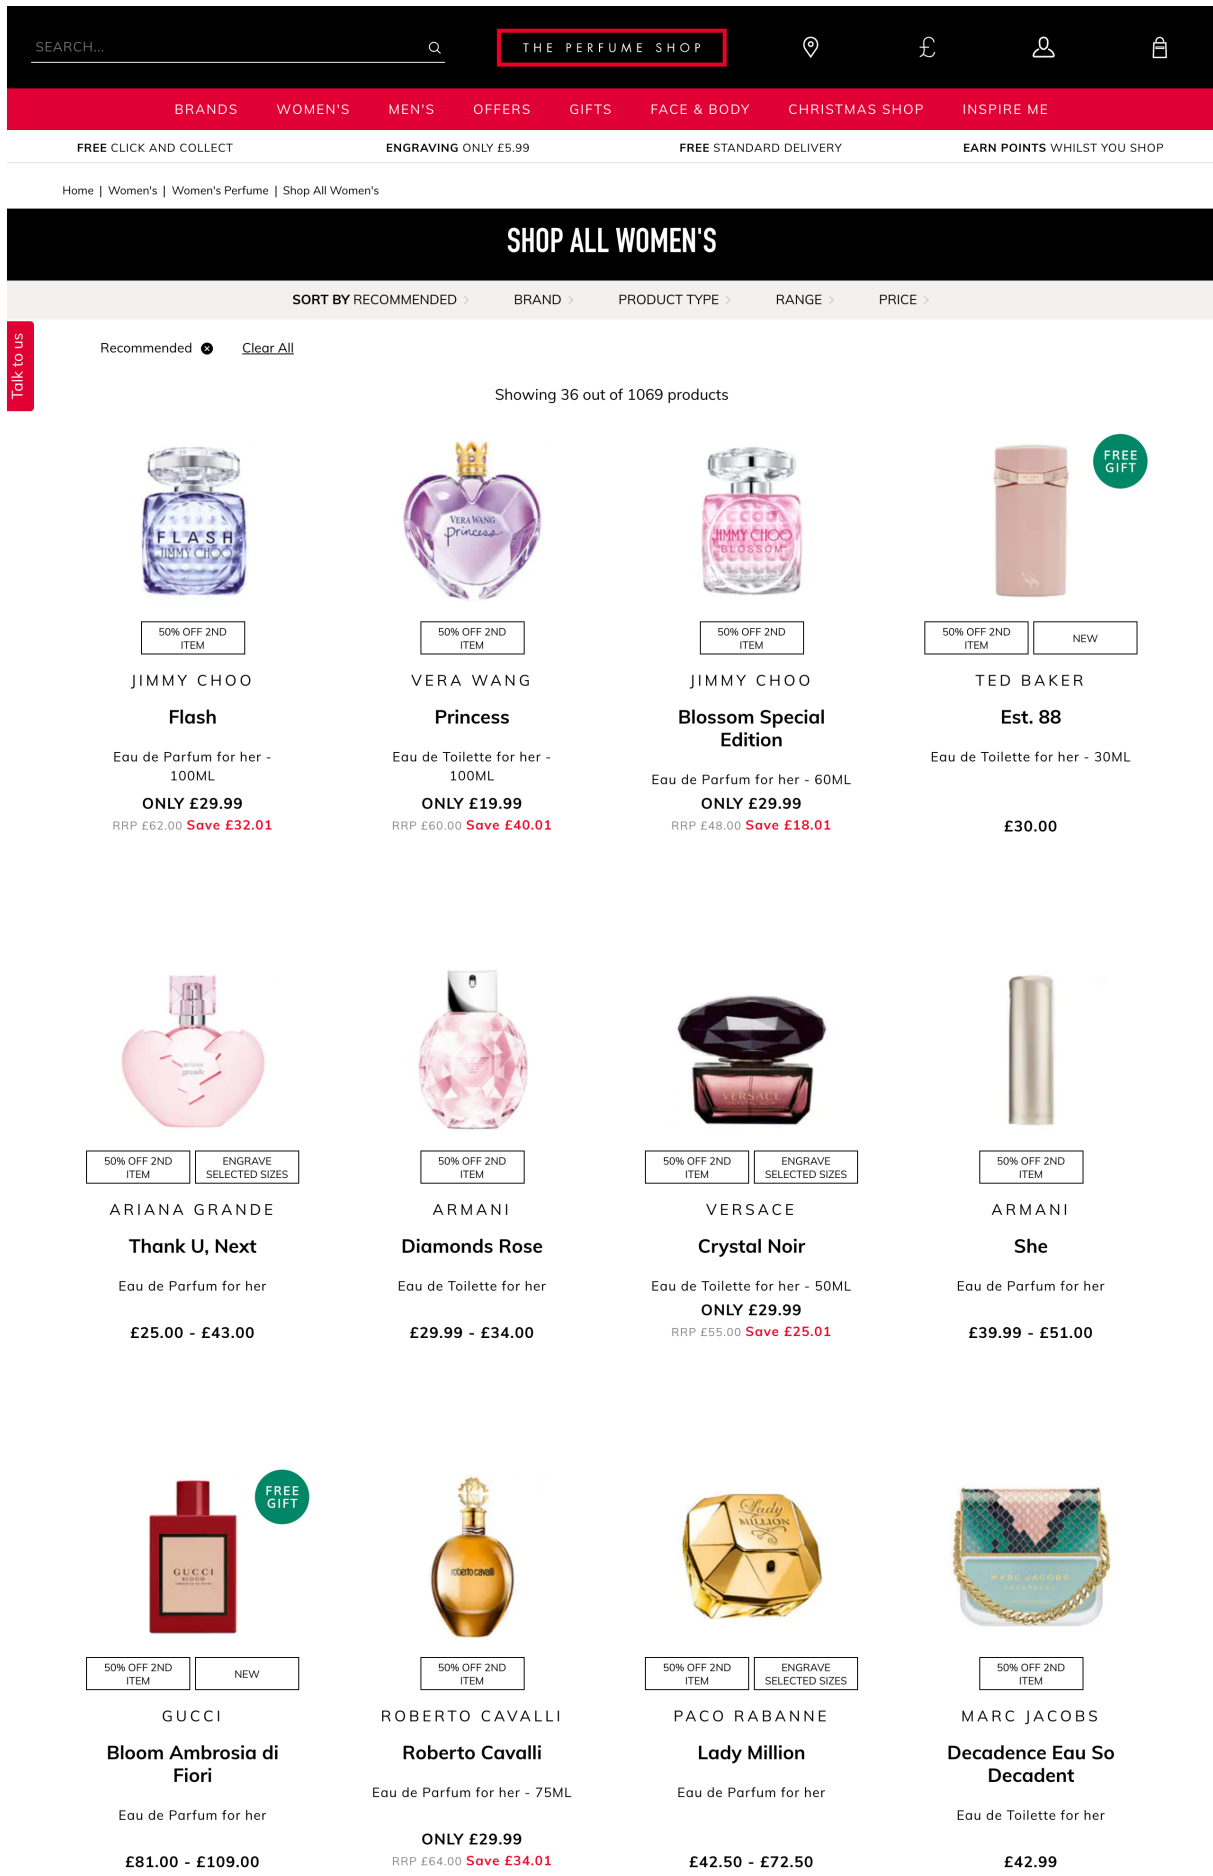 SEARCH...
THE PERFUME SHOP
BRANDS WOMEN'S MEN'S OFFERS GIFTS FACE & BODY CHRISTMAS SHOP INSPIRE ME
FREE CLICK AND COLLECT ENGRAVING ONLY £5.99 FREE STANDARD DELIVERY EARN POINTS WHILST YOU SHOP
Home | Women's | Women's Perfume | Shop All Women's
SHOP ALL WOMEN'S
SORT BY RECOMMENDED BRAND PRODUCT TYPE RANGE PRICE
Talk to us
Recommended Clear All
Showing 36 out of 1069 products
FLASH
JIMMY CHOO
50% OFF 2ND
ITEM
JIMMY CHOO
Flash
Eau de Parfum for her -
100ML
ONLY £29.99
RRP £62.00 Save £32.01
VERA WANG
Princess
50% OFF 2ND
ITEM
VERA WANG
Princess
Eau de Toilette for her -
100ML
ONLY £19.99
RRP £60.00 Save £40.01
JIMMY CHOO
BLOSSOM
50% OFF 2ND
ITEM
JIMMY CHOO
Blossom Special
Edition
Eau de Parfum for her - 60ML
ONLY £29.99
RRP £48.00 Save £18.01
FREE
GIFT
50% OFF 2ND
ITEM
NEW
TED BAKER
Est. 88
Eau de Toilette for her - 30ML
£30.00
ariana
grande
50% OFF 2ND
ITEM
ENGRAVE
SELECTED SIZES
ARIANA GRANDE
Thank U, Next
Eau de Parfum for her
£25.00 - £43.00
50% OFF 2ND
ITEM
ARMANI
Diamonds Rose
Eau de Toilette for her
£29.99 - £34.00
VERSACE
CRYSTAL NOIR
50% OFF 2ND
ITEM
ENGRAVE
SELECTED SIZES
VERSACE
Crystal Noir
Eau de Toilette for her - 50ML
ONLY £29.99
RRP £55.00 Save £25.01
50% OFF 2ND
ITEM
ARMANI
She
Eau de Parfum for her
£39.99 - £51.00
FREE
GIFT
GUCCI
BLOOM
50% OFF 2ND
ITEM
NEW
GUCCI
Bloom Ambrosia di
Fiori
Eau de Parfum for her
£81.00 - £109.00
roberto cavalli
50% OFF 2ND
ITEM
ROBERTO CAVALLI
Roberto Cavalli
Eau de Parfum for her - 75ML
ONLY £29.99
RRP £64.00 Save £34.01
Lady
MILLION
50% OFF 2ND
ITEM
ENGRAVE
SELECTED SIZES
PACO RABANNE
Lady Million
Eau de Parfum for her
£42.50 - £72.50
MARC JACOBS
DECADENCE
50% OFF 2ND
ITEM
MARC JACOBS
Decadence Eau So
Decadent
Eau de Toilette for her
£42.99